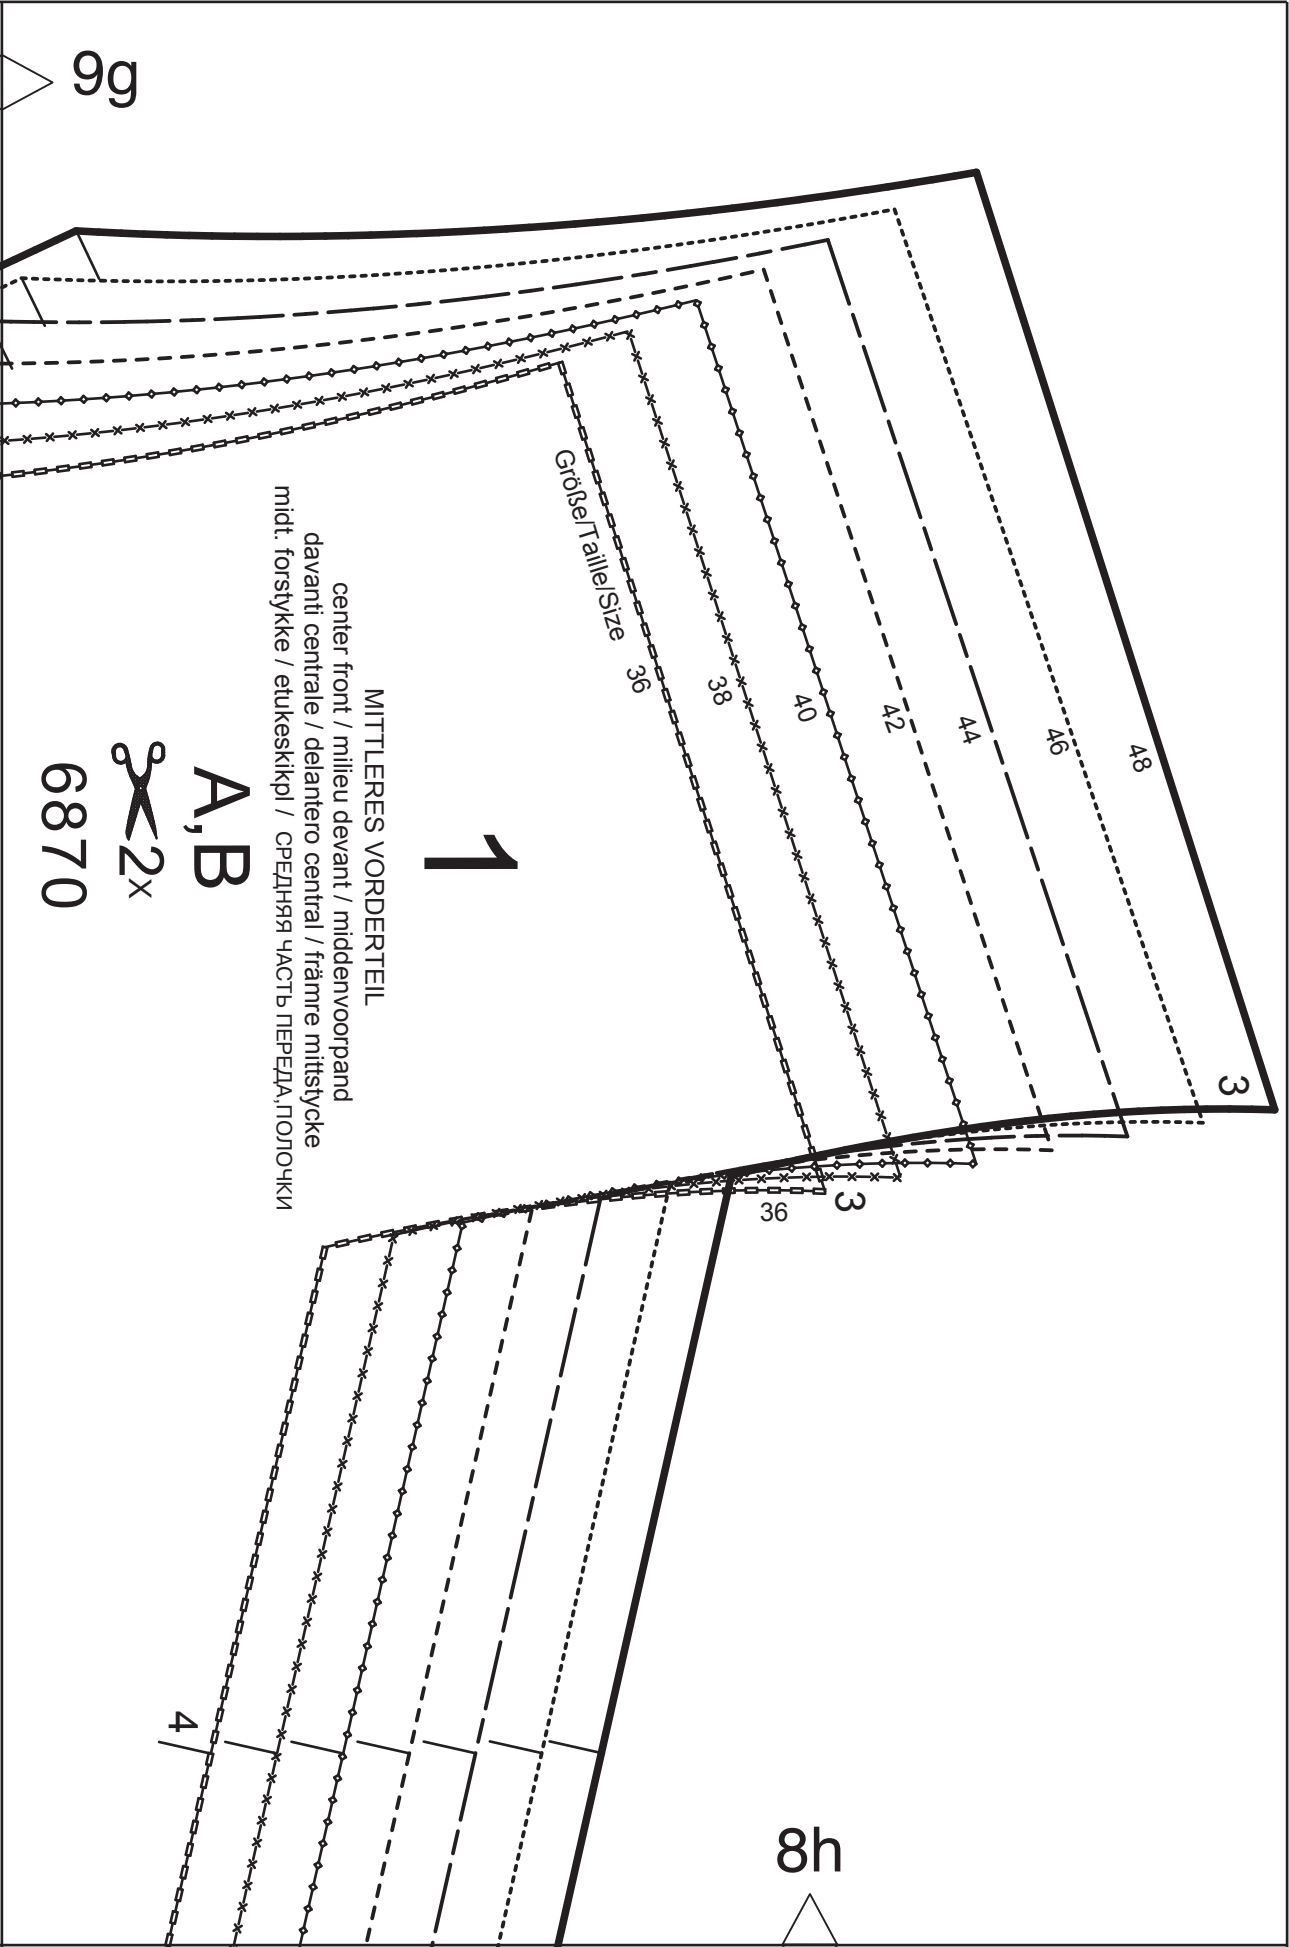 9g
Größe/Taille/Size 36
38
40
42
44
46
48
3
1
MITTLERES VORDERTEIL
center front / milieu devant / middenvoorpand
davanti centrale / delantero central / främre mittstycke
midt. forstykke / etukeskikpl / СРЕДНЯЯ ЧАСТЬ ПЕРЕДА,ПОЛОЧКИ
A,B
2x
6870
3
36
4
8h